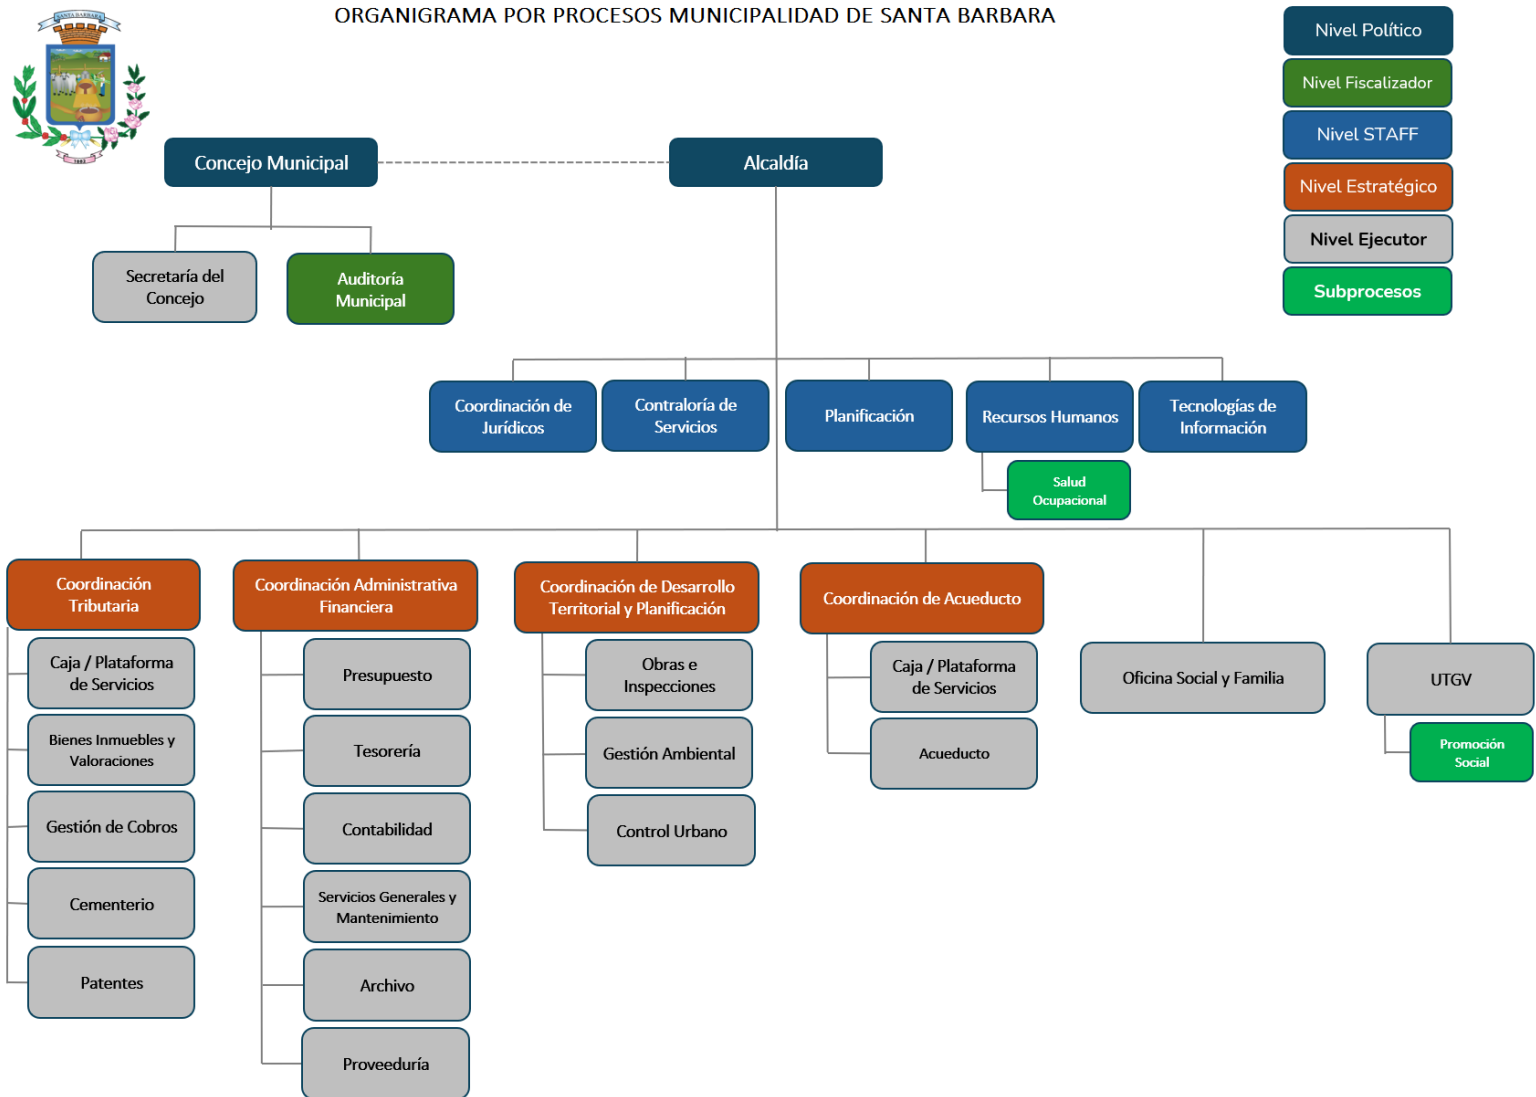 ORGANIGRAMA POR PROCESOS MUNICIPALIDAD DE SANTA BARBARA
SANTA BARBARA
1882
Nivel Político
Nivel Fiscalizador
Nivel STAFF
Nivel Estratégico
Nivel Ejecutor
Subprocesos
Concejo Municipal
Alcaldía
Secretaría del
Concejo
Auditoría
Municipal
Coordinación de
Jurídicos
Contraloría de
Servicios
Planificación
Recursos Humanos
Tecnologías de
Información
Salud
Ocupacional
Coordinación
Tributaria
Caja / Plataforma
de Servicios
Bienes Inmuebles y
Valoraciones
Gestión de Cobros
Cementerio
Patentes
Coordinación Administrativa
Financiera
Presupuesto
Tesorería
Contabilidad
Servicios Generales y
Mantenimiento
Archivo
Proveeduría
Coordinación de Desarrollo
Territorial y Planificación
Obras e
Inspecciones
Gestión Ambiental
Control Urbano
Coordinación de Acueducto
Caja / Plataforma
de Servicios
Acueducto
Oficina Social y Familia
UTGV
Promoción
Social